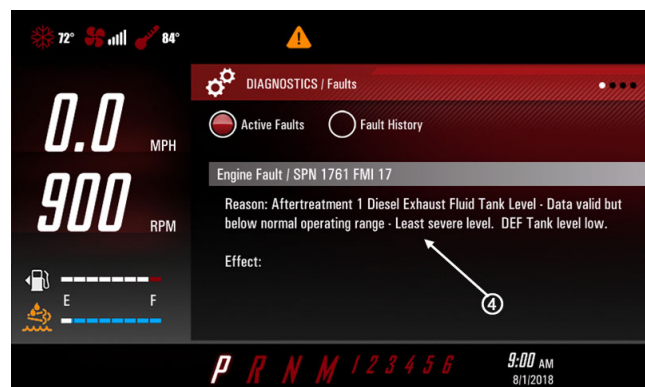 72° 84°
DIAGNOSTICS / Faults
0.0 MPH
Active Faults Fault History
Engine Fault / SPN 1761 FMI 17
900 RPM
Reason: Aftertreatment 1 Diesel Exhaust Fluid Tank Level - Data valid but
below normal operating range - Least severe level. DEF Tank level low.
Effect:
E F
4
P R N M 1 2 3 4 5 6
9:00 AM
8/1/2018